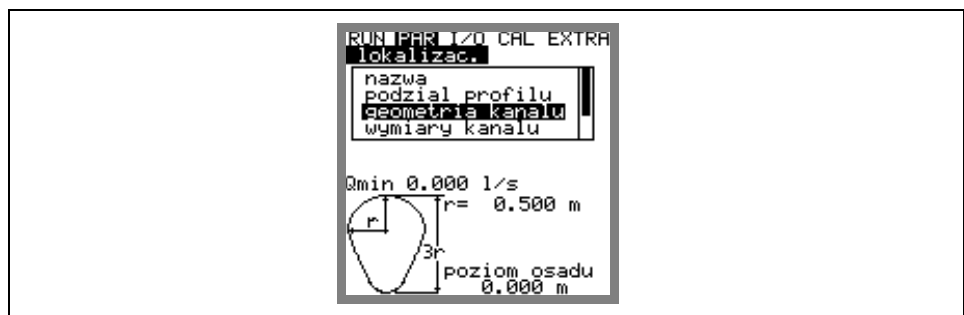 RUN PAR I/O CAL EXTRA
lokalizac.
nazwa
podzial profilu
geometria kanalu
wymiary kanalu
Qmin 0.000 l/s
r= 0.500 m
r
3r
poziom osadu
0.000 m